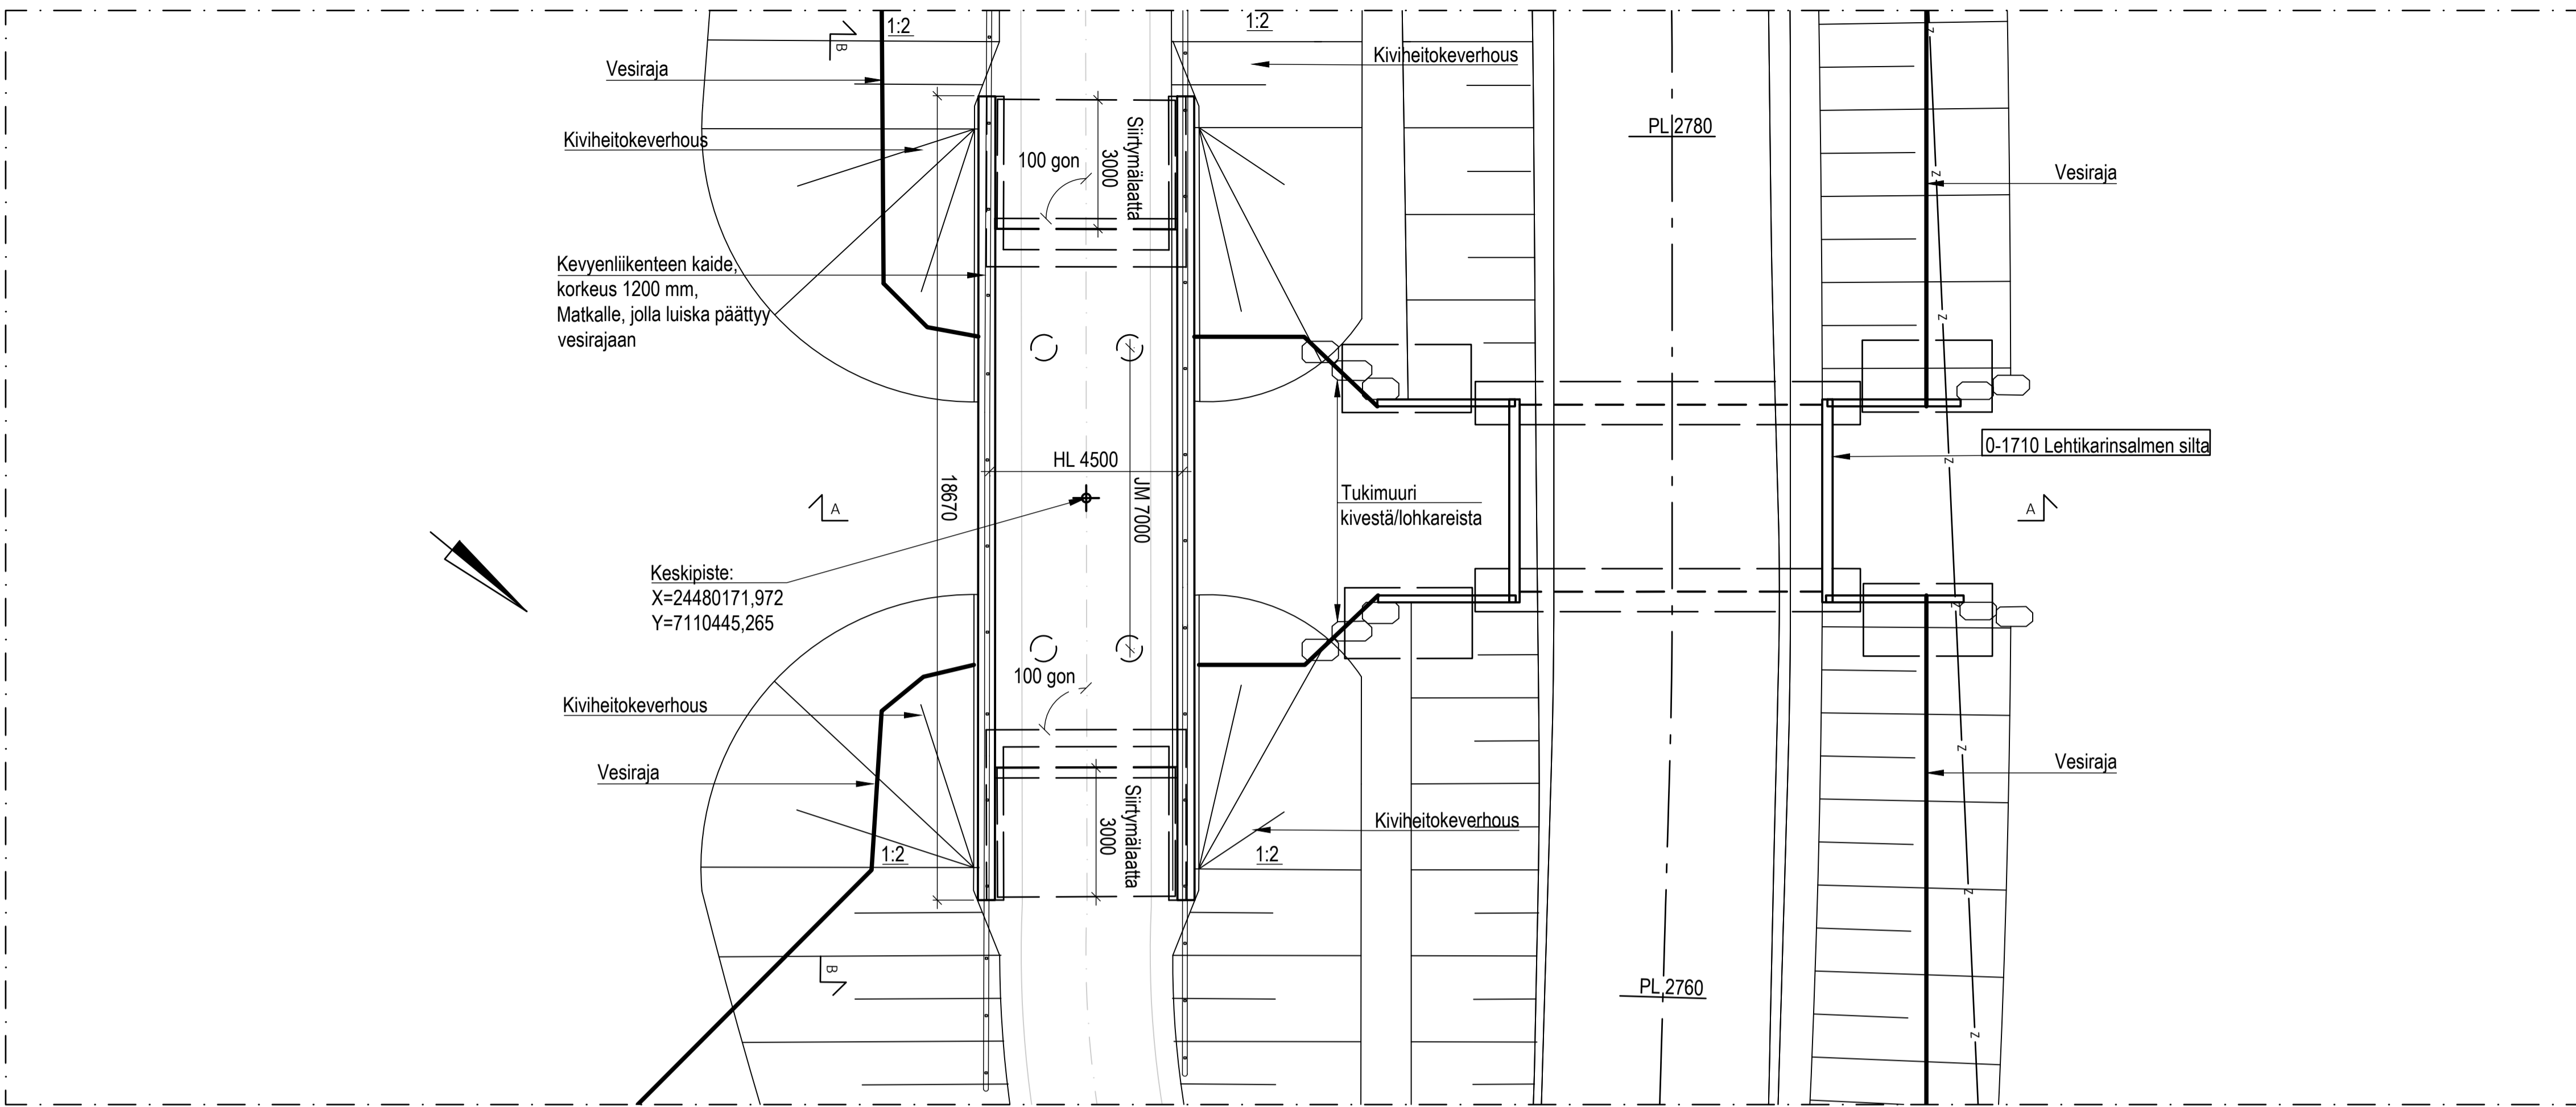 1:2
B
Vesiraja
Kiviheitokeverhous
Kevyenliikenteen kaide,
korkeus 1200 mm,
Matkalle, jolla luiska päättyy
vesirajaan
18670
A
Keskipiste:
X=24480171,972
Y=7110445,265
Kiviheitokeverhous
Vesiraja
1:2
B
100 gon
3000
Siirtymälaatta
HL 4500
JM 7000
100 gon
3000
Siirtymälaatta
1:2
Kiviheitokeverhous
Tukimuuri
kivestä/lohkareista
Kiviheitokeverhous
1:2
PL 2780
PL 2760
Z
Z
Z
Z
Z
Z
Z
Z
Vesiraja
0-1710 Lehtikarinsalmen silta
A
Vesiraja